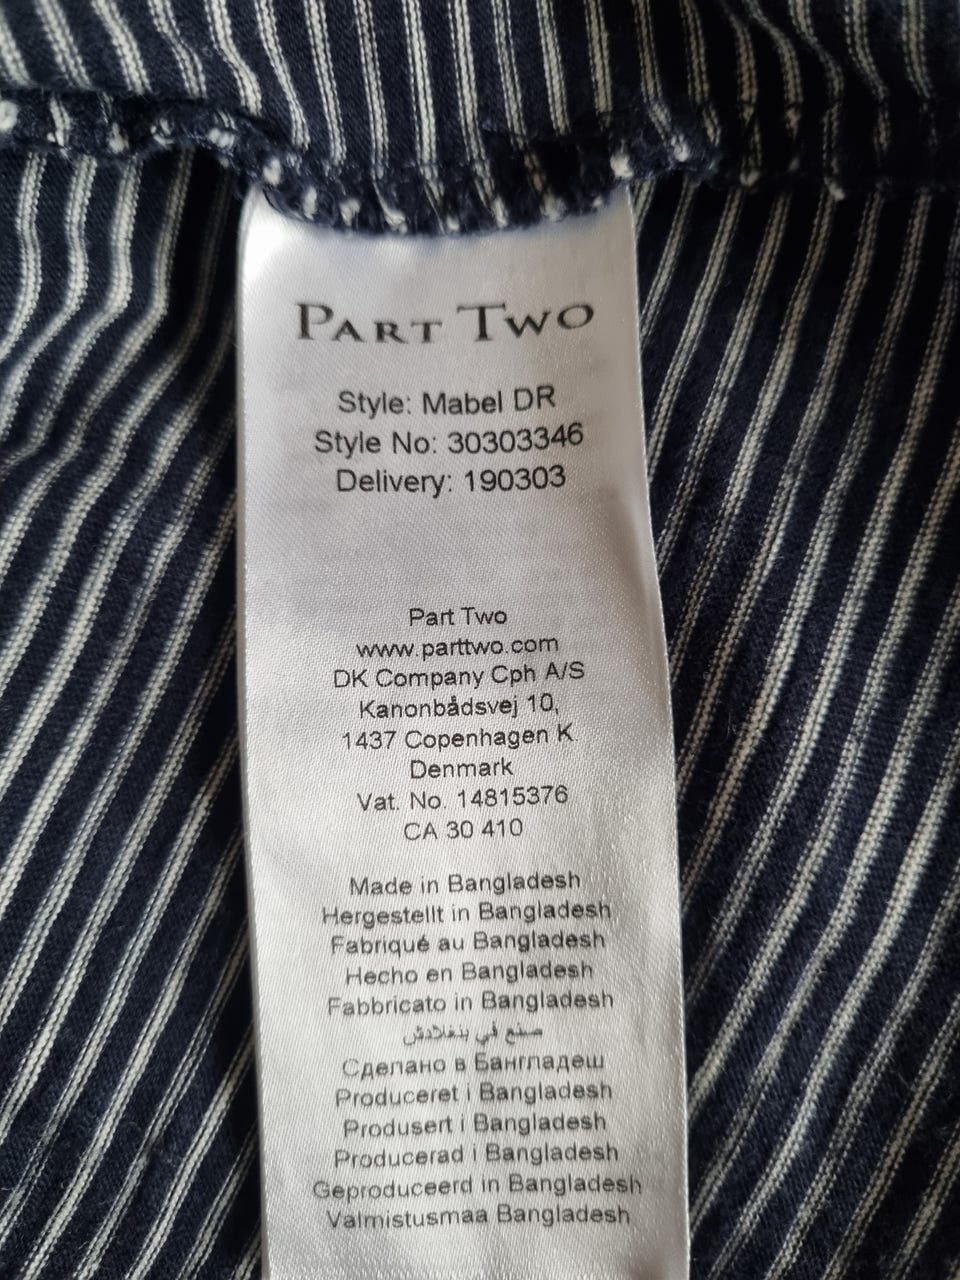 PART TWO
Style: Mabel DR
Style No: 30303346
Delivery: 190303
Part Two
www.parttwo.com
DK Company Cph A/S
Kanonbådsvej 10,
1437 Copenhagen K
Denmark
Vat. No. 14815376
CA 30 410
Made in Bangladesh
Hergestellt in Bangladesh
Fabriqué au Bangladesh
Hecho en Bangladesh
Fabbricato in Bangladesh
صنع في بنغلادش
Сделано в Бангладеш
Produceret i Bangladesh
Produsert i Bangladesh
Producerad i Bangladesh
Geproduceerd in Bangladesh
Valmistusmaa Bangladesh